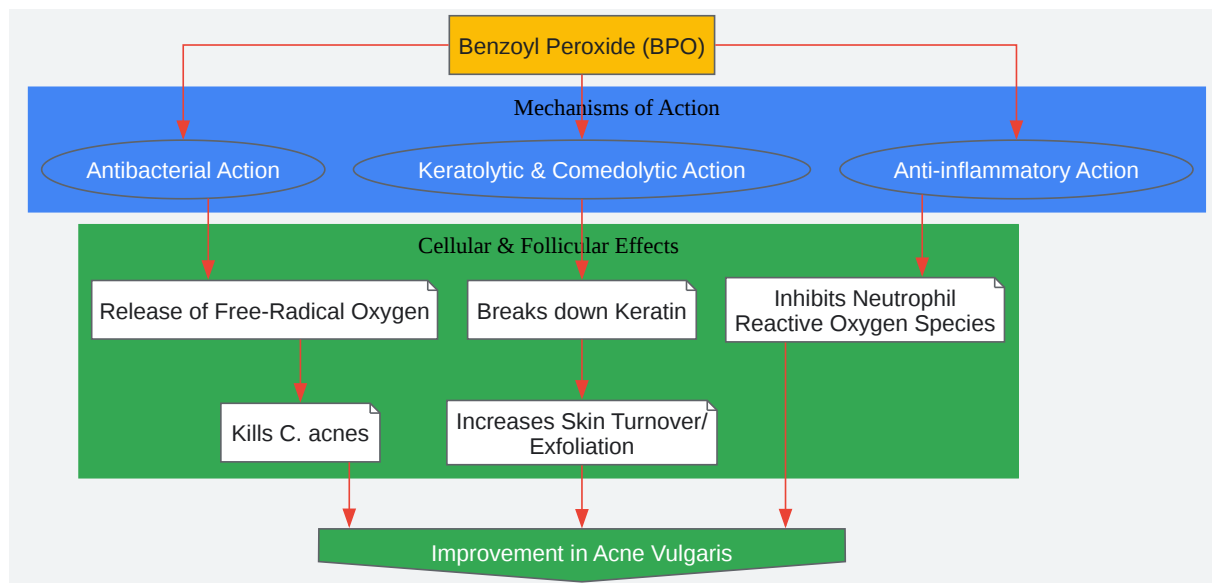 Benzoyl Peroxide (BPO)
Mechanisms of Action
Antibacterial Action
Keratolytic & Comedolytic Action
Anti-inflammatory Action
Cellular & Follicular Effects
Release of Free-Radical Oxygen
Breaks down Keratin
Inhibits Neutrophil
Reactive Oxygen Species
Kills C. acnes
Increases Skin Turnover/
Exfoliation
Improvement in Acne Vulgaris